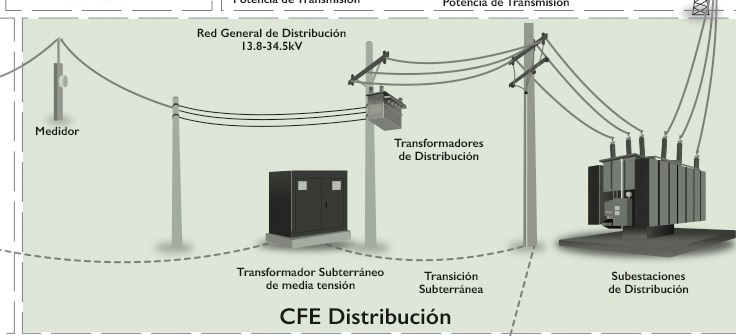 Potencia de Transmisión
Potencia de Transmisión
Red General de Distribución
13.8-34.5kV
Medidor
Transformadores
de Distribución
Transformador Subterráneo
de media tensión
Transición
Subterránea
Subestaciones
de Distribución
CFE Distribución